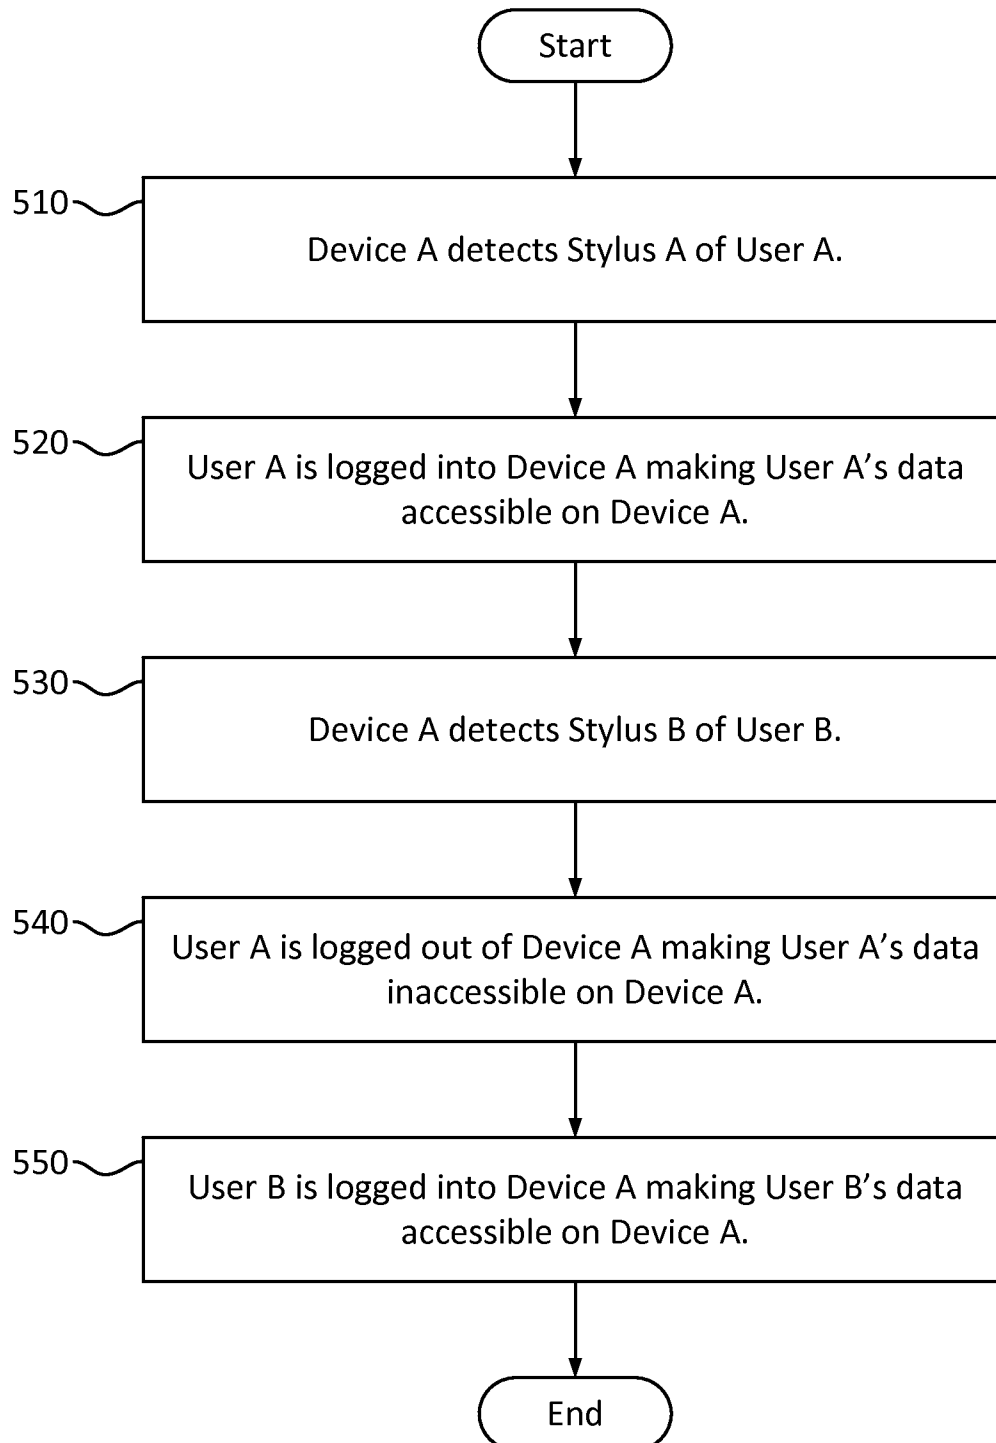 Start
510
Device A detects Stylus A of User A.
520
User A is logged into Device A making User A’s data
accessible on Device A.
530
Device A detects Stylus B of User B.
540
User A is logged out of Device A making User A’s data
inaccessible on Device A.
550
User B is logged into Device A making User B’s data
accessible on Device A.
End